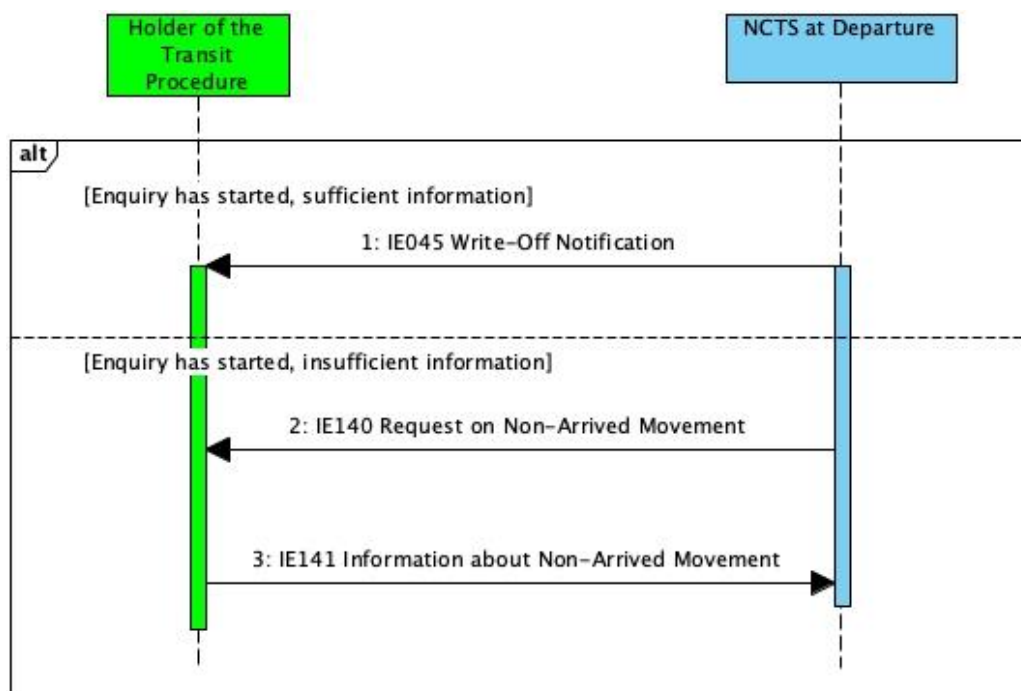 Holder of the
Transit
Procedure
NCTS at Departure
alt
[Enquiry has started, sufficient information]
1: IE045 Write-Off Notification
[Enquiry has started, insufficient information]
2: IE140 Request on Non-Arrived Movement
3: IE141 Information about Non-Arrived Movement